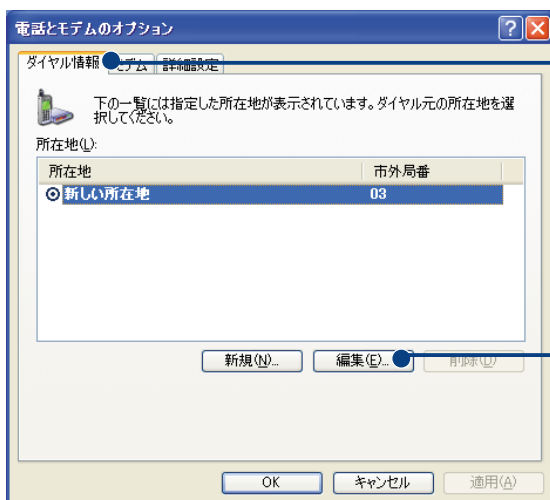 電話とモデムのオプション
ダイヤル情報 モデム 詳細設定
下の一覧には指定した所在地が表示されています。ダイヤル元の所在地を選
択してください。
所在地(L):
所在地 市外局番
新しい所在地 03
新規(N)... 編集(E)... 削除(D)
OK キャンセル 適用(A)